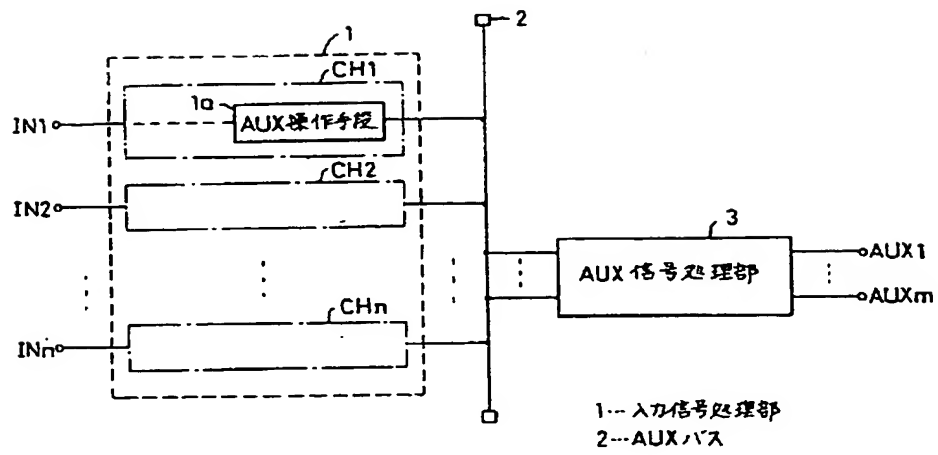 1
2
CH1
1a
IN1
AUX操作手段
CH2
IN2
3
AUX信号処理部
AUX1
AUXm
CHn
INn
1…入力信号処理部
2…AUXバス